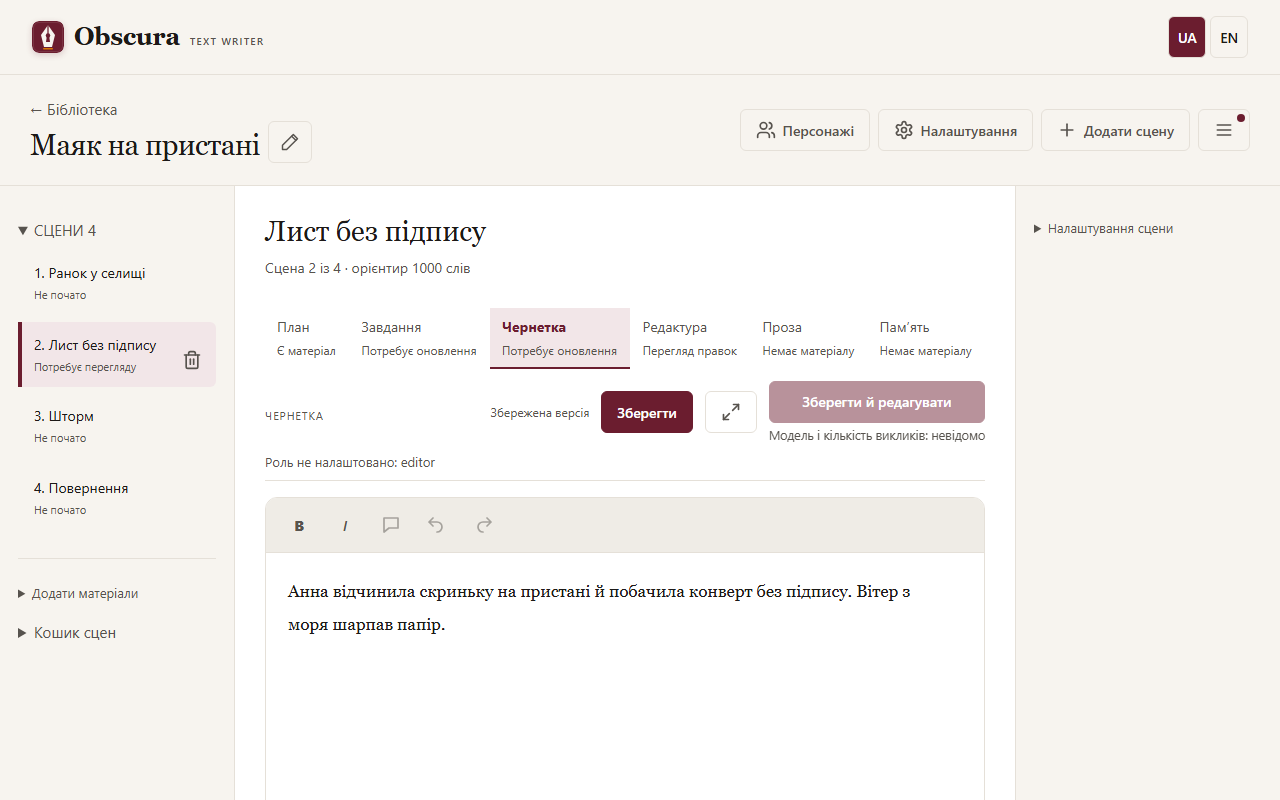 Obscura TEXT WRITER
UA EN
← Бібліотека
Маяк на пристані
Персонажі Налаштування Додати сцену
СЦЕНИ 4
1. Ранок у селищі
Не почато
2. Лист без підпису
Потребує перегляду
3. Шторм
Не почато
4. Повернення
Не почато
Додати матеріали
Кошик сцен
Лист без підпису
Сцена 2 із 4 · орієнтир 1000 слів
План Завдання Чернетка Редактура Проза Пам’ять
Є матеріал Потребує оновлення Потребує оновлення Перегляд правок Немає матеріалу Немає матеріалу
ЧЕРНЕТКА Збережена версія Зберегти Зберегти й редагувати
Модель і кількість викликів: невідомо
Роль не налаштовано: editor
B I
Анна відчинила скриньку на пристані й побачила конверт без підпису. Вітер з
моря шарпав папір.
Налаштування сцени